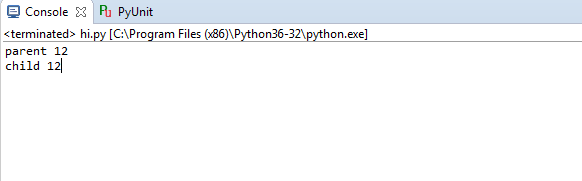 Console PyUnit
<terminated> hi.py [C:\Program Files (x86)\Python36-32\python.exe]
parent 12
child 12